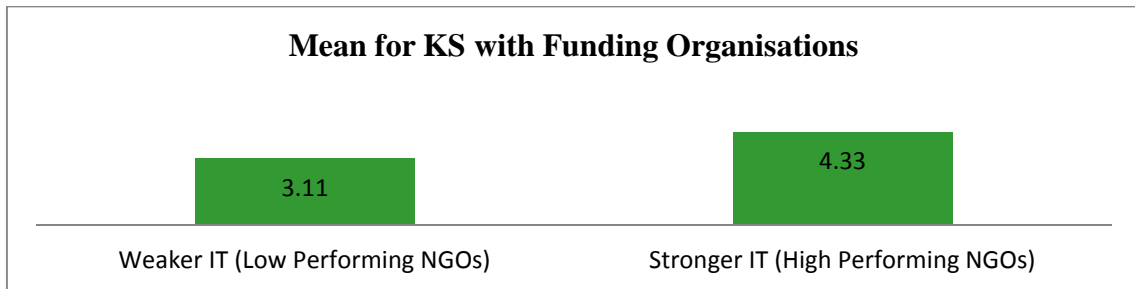 Mean for KS with Funding Organisations
3.11
4.33
Weaker IT (Low Performing NGOs)
Stronger IT (High Performing NGOs)